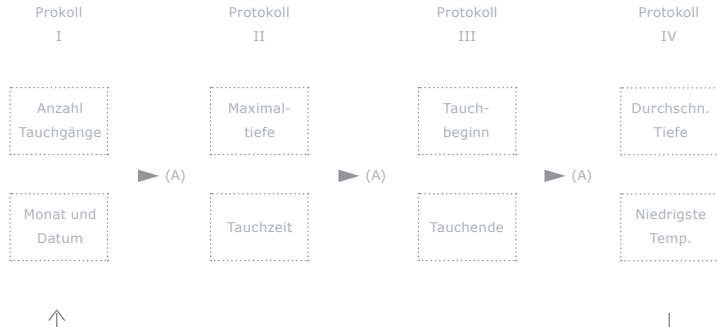 Prokoll
I
Protokoll
II
Protokoll
III
Protokoll
IV
Anzahl
Tauchgänge
Maximal-
tiefe
Tauch-
beginn
Durchschn.
Tiefe
(A)
(A)
(A)
Monat und
Datum
Tauchzeit
Tauchende
Niedrigste
Temp.